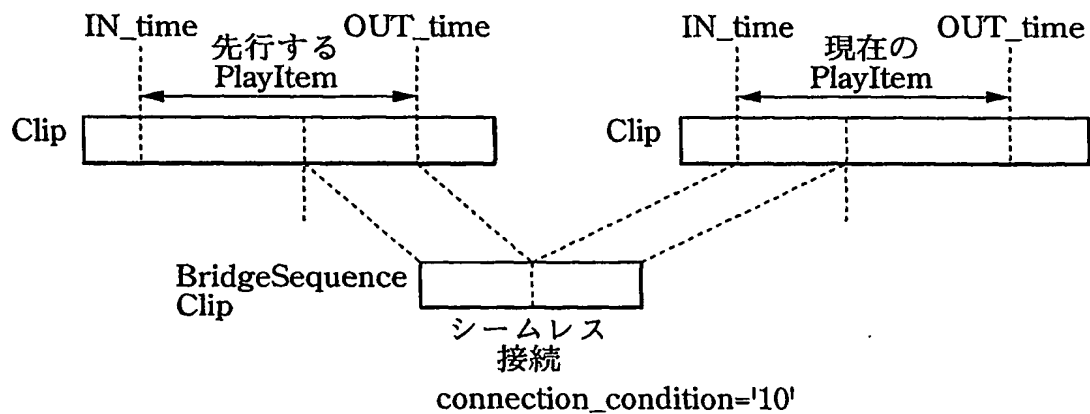 IN_time
OUT_time
先行する
PlayItem
Clip
IN_time
OUT_time
現在の
PlayItem
Clip
BridgeSequence
Clip
シームレス
接続
connection_condition='10'